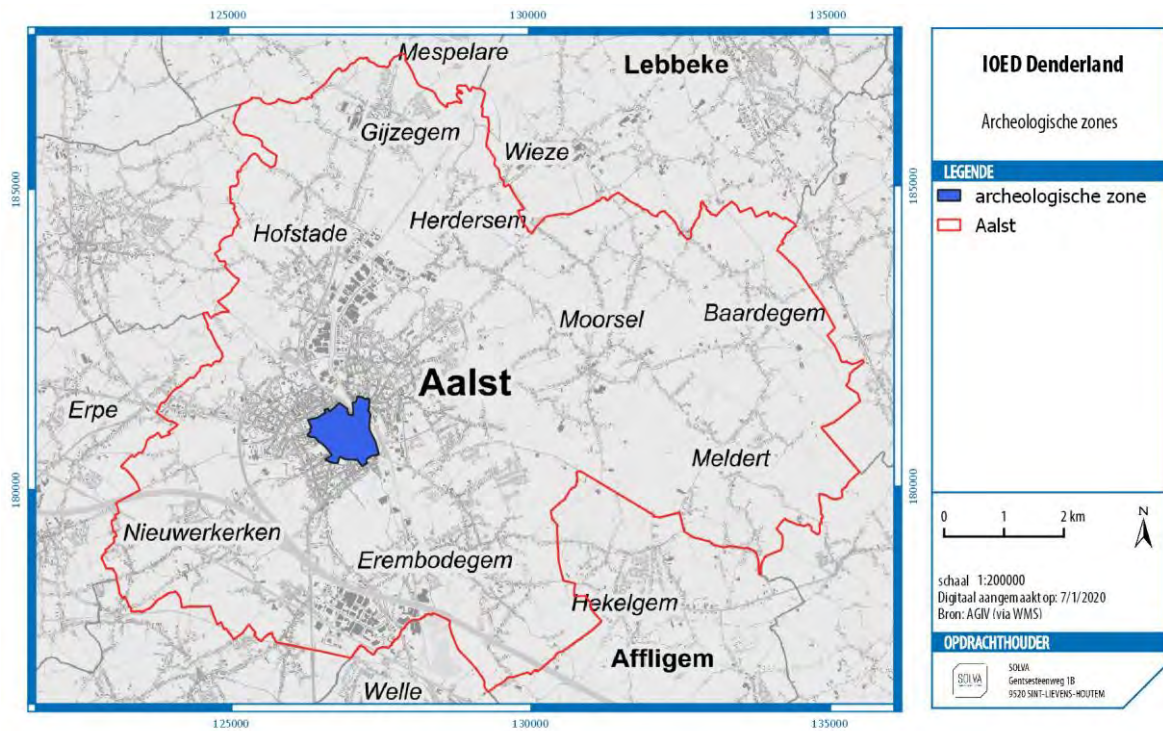 125000
130000
135000
Mespelare
Lebbeke
Gijzegem
Wieze
185000
185000
Herdersem
Hofstade
Moorsel
Baardegem
Aalst
Erpe
Meldert
180000
180000
Nieuwerkerken
Erembodegem
Hekelgem
Affligem
Welle
125000
130000
135000
IOED Denderland
Archeologische zones
LEGENDE
archeologische zone
Aalst
0 1 2 km
N
schaal 1:200000
Digitaal aangemaakt op: 7/1/2020
Bron: AGIV (via WMS)
OPDRACHTHOUDER
SOLVA
SOLVA
Gentsesteenweg 1B
9520 SINT-LIEVENS-HOUTEM